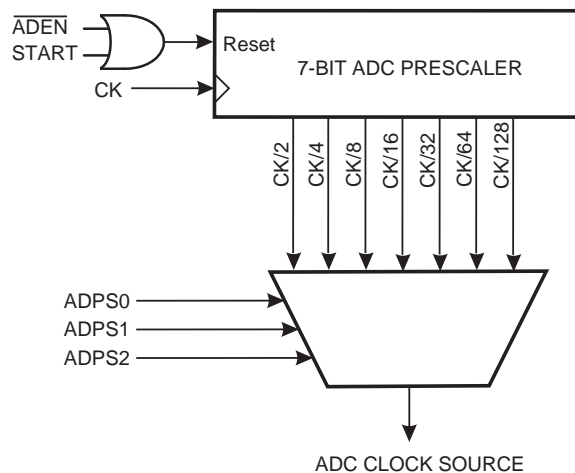 ADEN
START
Reset
7-BIT ADC PRESCALER
CK
CK/2
CK/4
CK/8
CK/16
CK/32
CK/64
CK/128
ADPS0
ADPS1
ADPS2
ADC CLOCK SOURCE